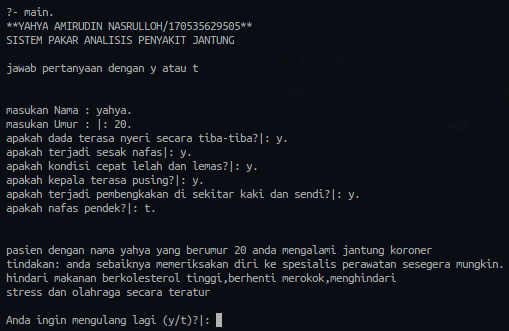 ?- main.
**YAHYA AMIRUDIN NASRULLOH/170535629505**
SISTEM PAKAR ANALISIS PENYAKIT JANTUNG
jawab pertanyaan dengan y atau t
masukan Nama : yahya.
masukan Umur : |: 20.
apakah dada terasa nyeri secara tiba-tiba?|: y.
apakah terjadi sesak nafas|: y.
apakah kondisi cepat lelah dan lemas?|: y.
apakah kepala terasa pusing?|: y.
apakah terjadi pembengkakan di sekitar kaki dan sendi?|: y.
apakah nafas pendek?|: t.
pasien dengan nama yahya yang berumur 20 anda mengalami jantung koroner
tindakan: anda sebaiknya memeriksakan diri ke spesialis perawatan sesegera mungkin.
hindari makanan berkolesterol tinggi,berhenti merokok,menghindari
stress dan olahraga secara teratur
Anda ingin mengulang lagi (y/t)?|: